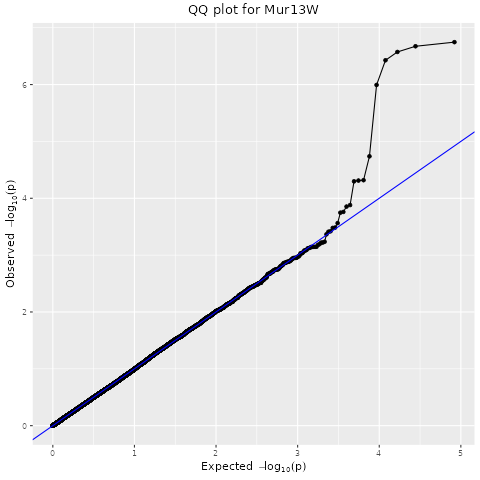 QQ plot for Mur13W
Observed −log10(p)
6
4
2
0
0 1 2 3 4 5
Expected −log10(p)